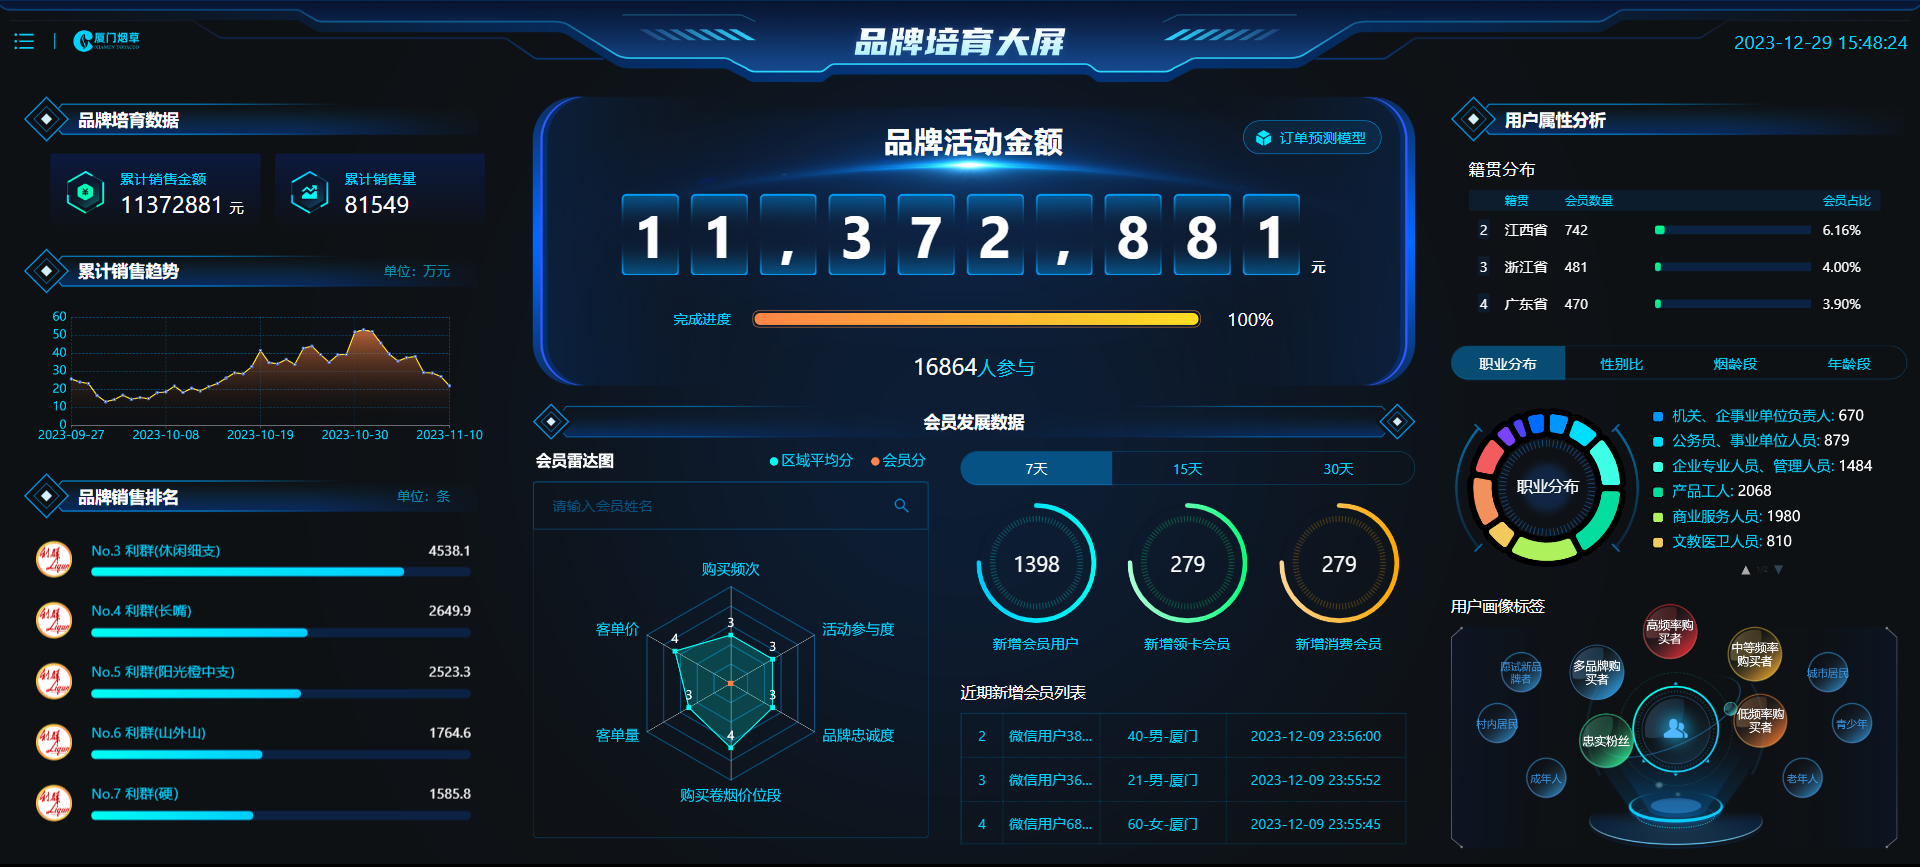 厦门烟草
XIAMEN TOBACCO
品牌培育大屏
2023-12-29 15:48:24
品牌培育数据
累计销售金额
11372881 元
累计销售量
81549
累计销售趋势
单位：万元
60
50
40
30
20
10
0
2023-09-27
2023-10-08
2023-10-19
2023-10-30
2023-11-10
品牌销售排名
单位：条
No.3 利群(休闲细支)
4538.1
No.4 利群(长嘴)
2649.9
No.5 利群(阳光橙中支)
2523.3
No.6 利群(山外山)
1764.6
No.7 利群(硬)
1585.8
品牌活动金额
订单预测模型
11,372,881
元
完成进度
100%
16864人参与
会员发展数据
会员雷达图
区域平均分
会员分
请输入会员姓名
购买频次
客单价
活动参与度
客单量
品牌忠诚度
购买卷烟价位段
3
4
3
3
3
4
7天
15天
30天
1398
279
279
新增会员用户
新增领卡会员
新增消费会员
近期新增会员列表
2 微信用户38... 40-男-厦门 2023-12-09 23:56:00
3 微信用户36... 21-男-厦门 2023-12-09 23:55:52
4 微信用户68... 60-女-厦门 2023-12-09 23:55:45
用户属性分析
籍贯分布
籍贯 会员数量 会员占比
2 江西省 742 6.16%
3 浙江省 481 4.00%
4 广东省 470 3.90%
职业分布
性别比
烟龄段
年龄段
职业分布
机关、企事业单位负责人: 670
公务员、事业单位人员: 879
企业专业人员、管理人员: 1484
产品工人: 2068
商业服务人员: 1980
文教医卫人员: 810
1/2
用户画像标签
高频率购
买者
中等频率
购买者
多品牌购
买者
愿试新品
牌者
城市居民
村内居民
低频率购
买者
青少年
忠实粉丝
成年人
老年人